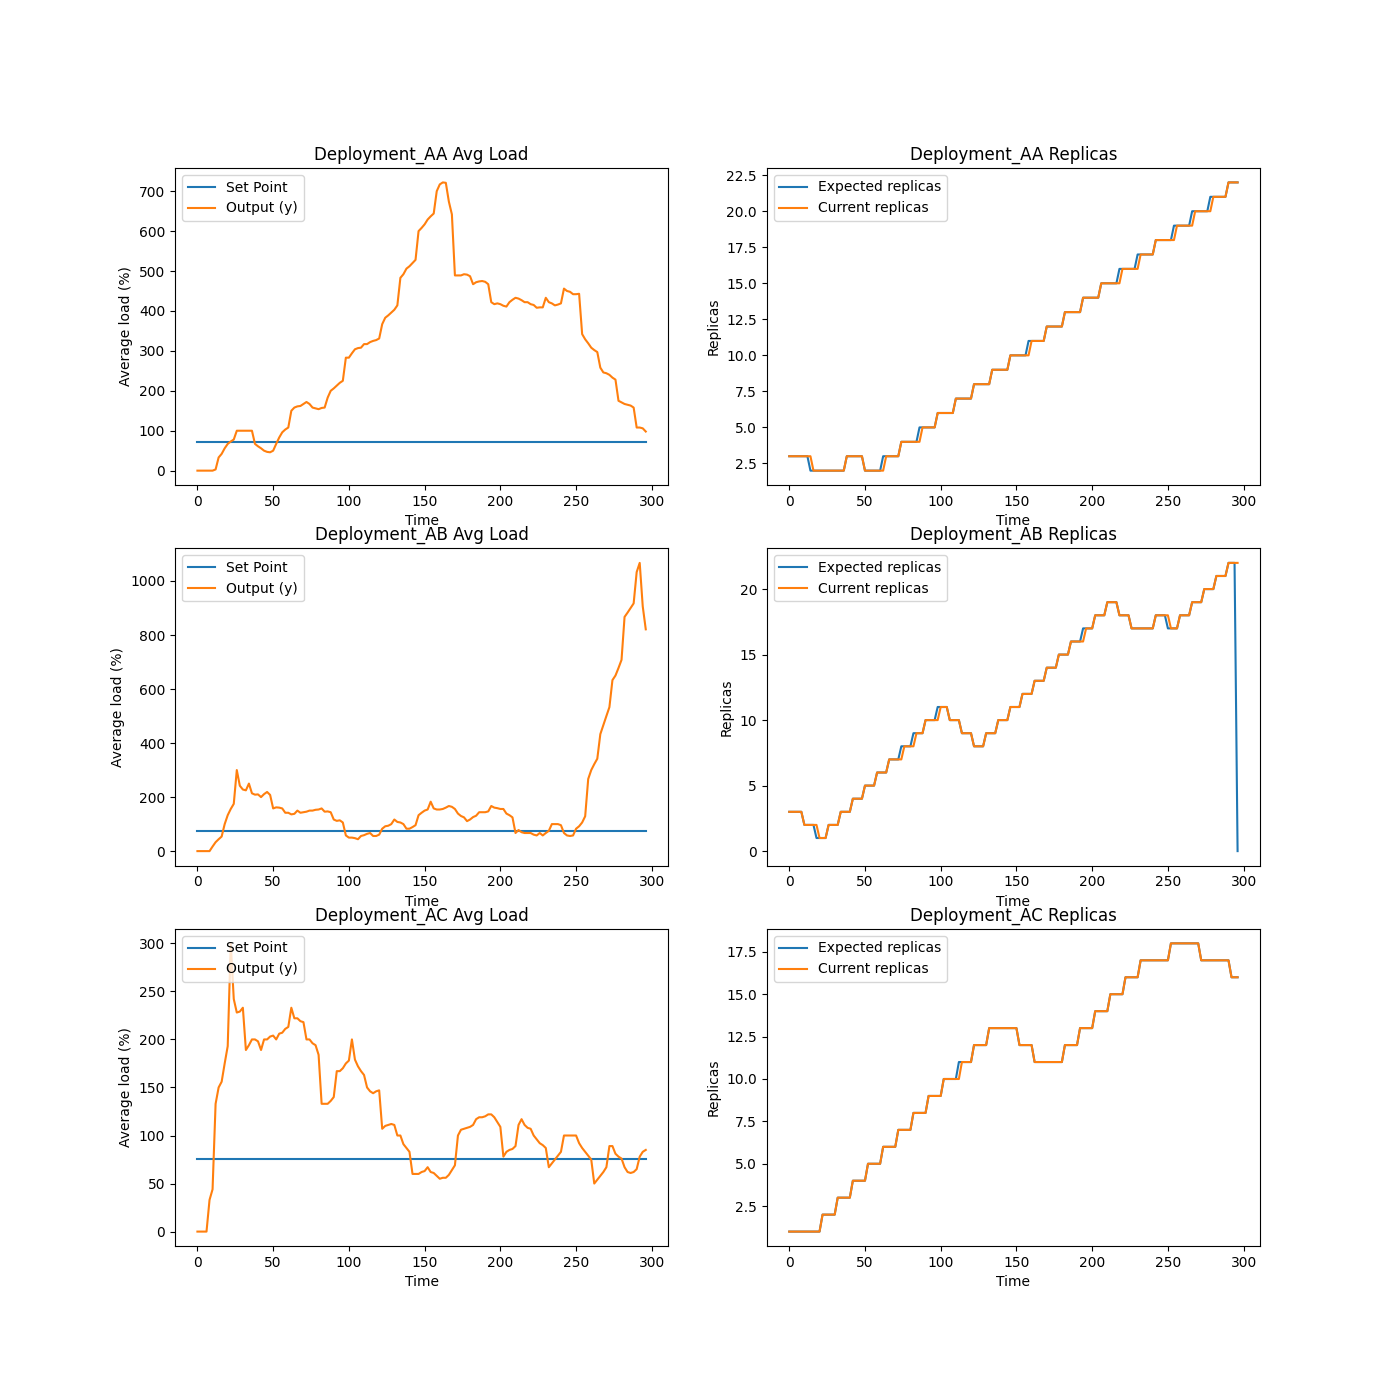 Deployment_AA Avg Load
Set Point
Output (y)
Average load (%)
700
600
500
400
300
200
100
0
0 50 100 150 200 250 300
Time
Deployment_AA Replicas
Expected replicas
Current replicas
Replicas
22.5
20.0
17.5
15.0
12.5
10.0
7.5
5.0
2.5
0 50 100 150 200 250 300
Time
Deployment_AB Avg Load
Set Point
Output (y)
Average load (%)
1000
800
600
400
200
0
0 50 100 150 200 250 300
Time
Deployment_AB Replicas
Expected replicas
Current replicas
Replicas
20
15
10
5
0
0 50 100 150 200 250 300
Time
Deployment_AC Avg Load
Set Point
Output (y)
Average load (%)
300
250
200
150
100
50
0
0 50 100 150 200 250 300
Time
Deployment_AC Replicas
Expected replicas
Current replicas
Replicas
17.5
15.0
12.5
10.0
7.5
5.0
2.5
0 50 100 150 200 250 300
Time